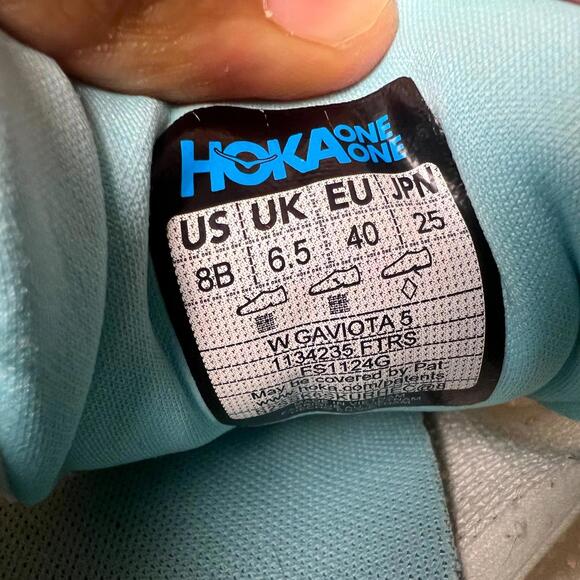 HOKA ONE ONE
US UK EU JPN
8B 6.5 40 25
W GAVIOTA 5
1134235 FTRS
FS1124G
May be covered by Pat.
hoka.com/patents